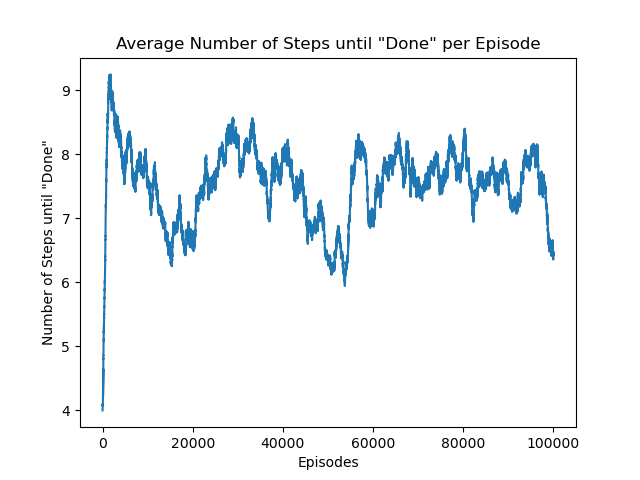 Average Number of Steps until "Done" per Episode
Number of Steps until "Done"
9
8
7
6
5
4
0 20000 40000 60000 80000 100000
Episodes